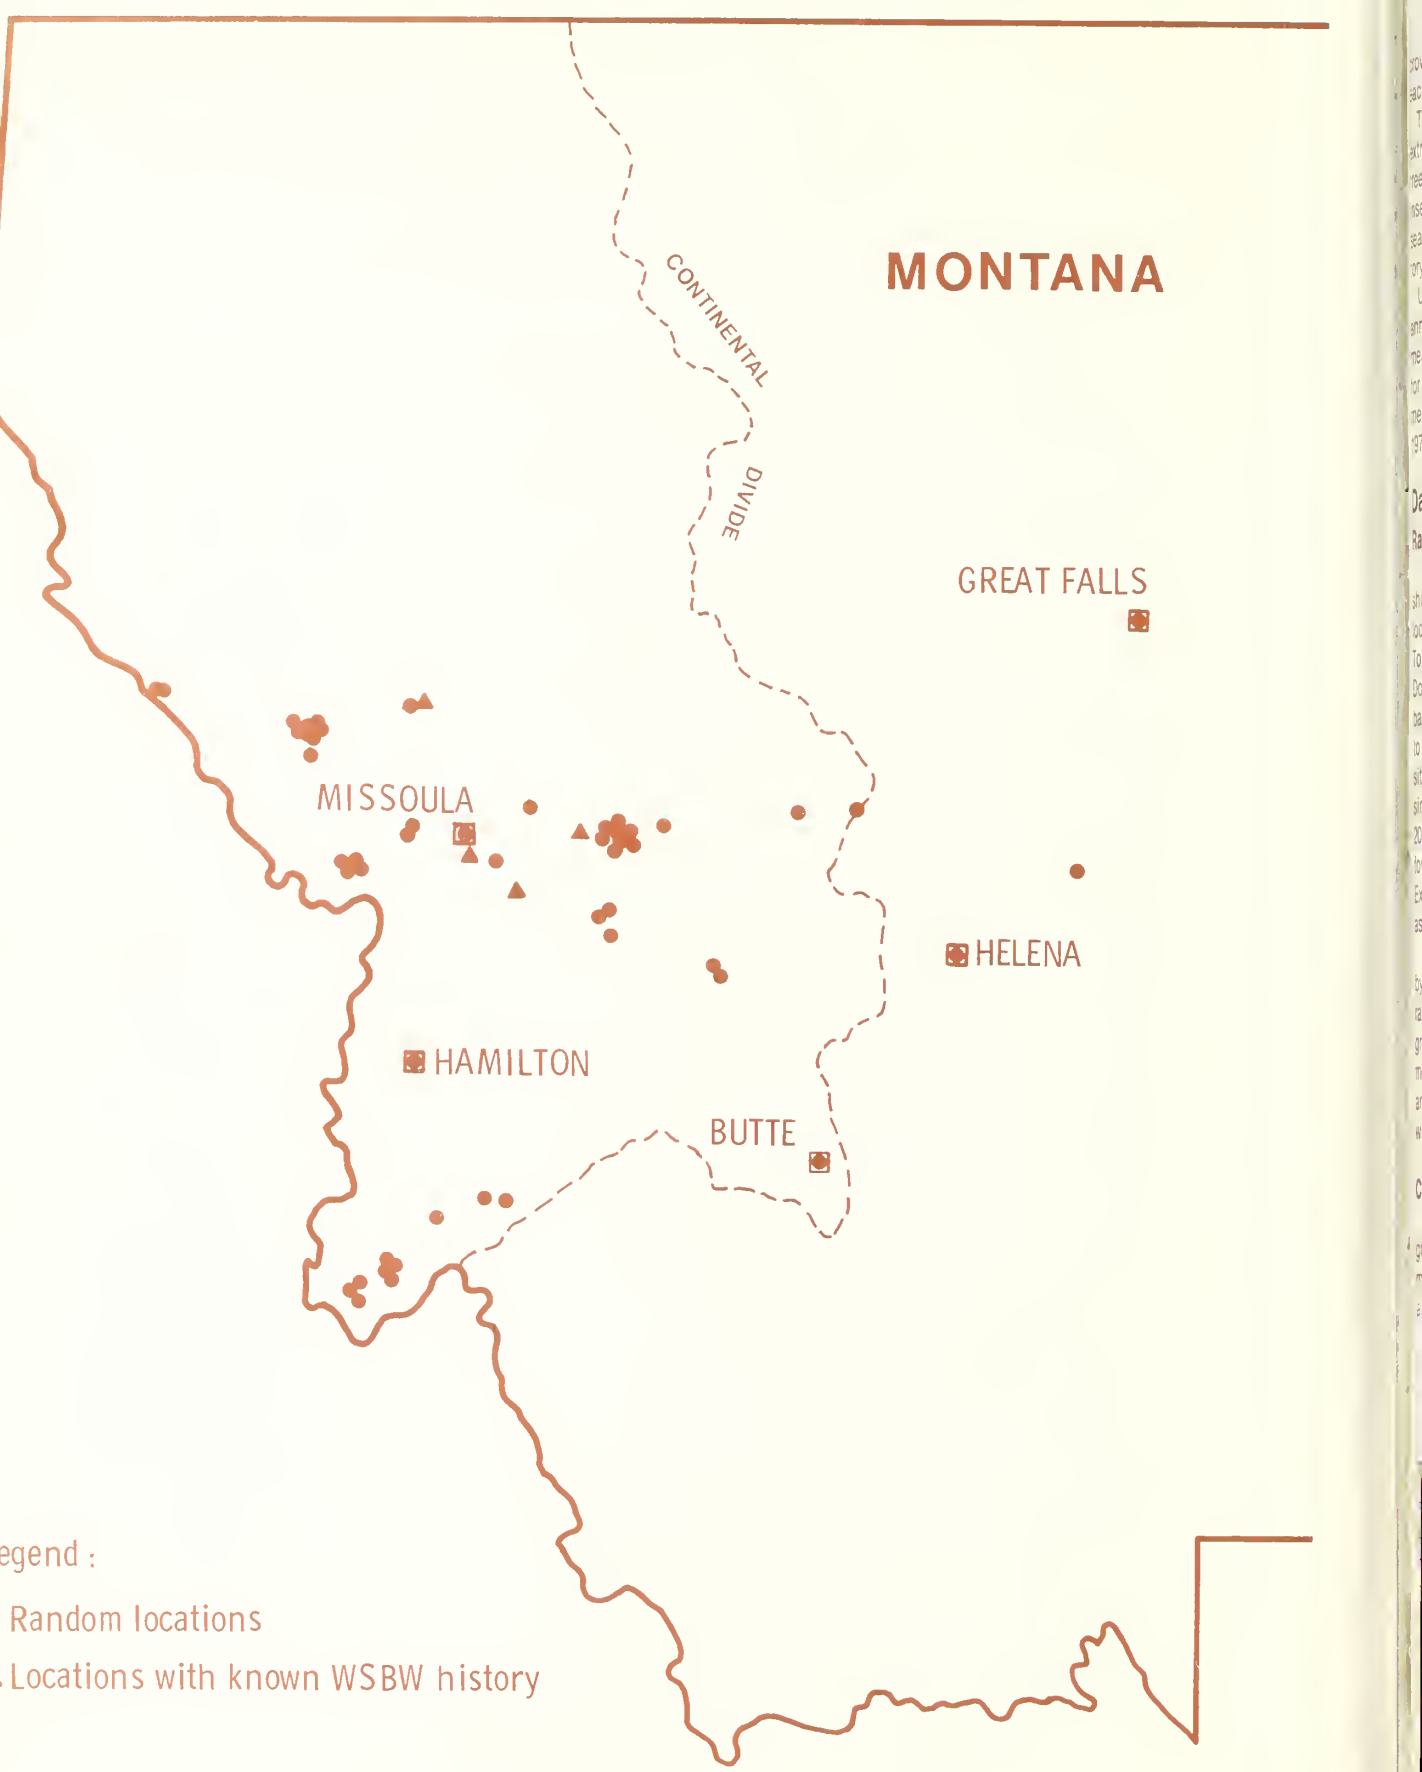 MONTANA
CONTINENTAL
DIVIDE
GREAT FALLS
MISSOULA
HELENA
HAMILTON
BUTTE
egend :
Random locations
Locations with known WSBW history